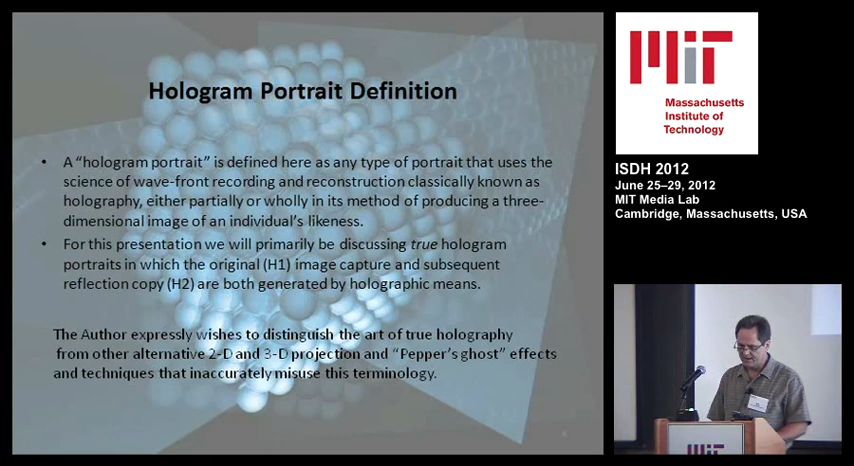 Hologram Portrait Definition
• A “hologram portrait” is defined here as any type of portrait that uses the
science of wave-front recording and reconstruction classically known as
holography, either partially or wholly in its method of producing a three-
dimensional image of an individual’s likeness.
• For this presentation we will primarily be discussing true hologram
portraits in which the original (H1) image capture and subsequent
reflection copy (H2) are both generated by holographic means.
The Author expressly wishes to distinguish the art of true holography
from other alternative 2-D and 3-D projection and “Pepper’s ghost” effects
and techniques that inaccurately misuse this terminology.
MIT
Massachusetts
Institute of
Technology
ISDH 2012
June 25–29, 2012
MIT Media Lab
Cambridge, Massachusetts, USA
MIT